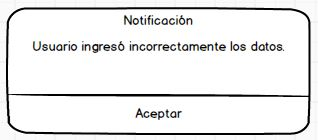 Notificación
Usuario ingresó incorrectamente los datos.
Aceptar